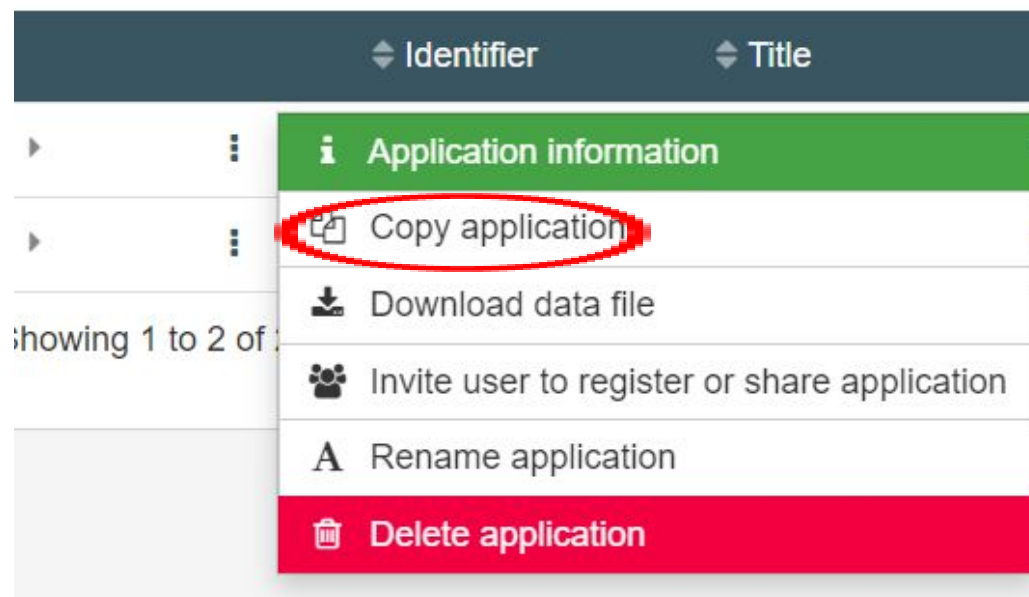 Identifier Title
Application information
Copy application
Download data file
Showing 1 to 2 of
Invite user to register or share application
Rename application
Delete application